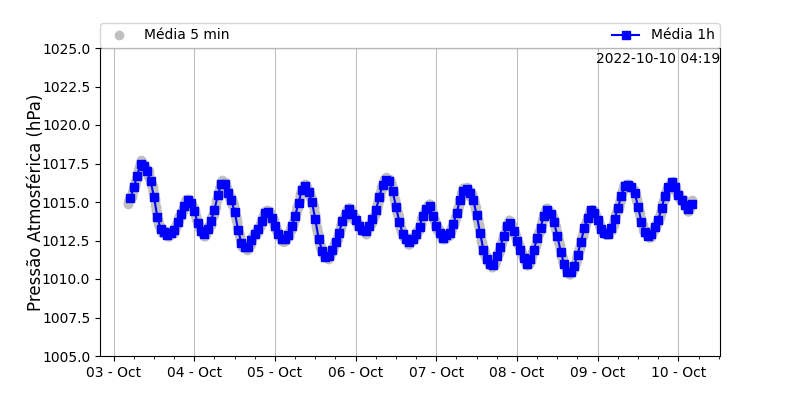 Média 5 min
Média 1h
2022-10-10 04:19
Pressão Atmosférica (hPa)
1025.0
1022.5
1020.0
1017.5
1015.0
1012.5
1010.0
1007.5
1005.0
03 - Oct
04 - Oct
05 - Oct
06 - Oct
07 - Oct
08 - Oct
09 - Oct
10 - Oct